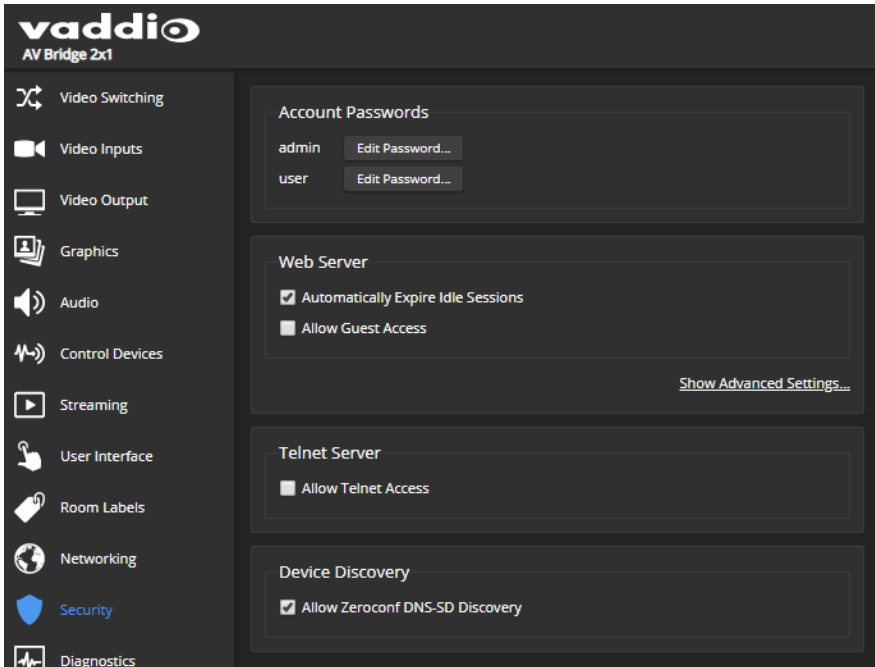 vaddio
AV Bridge 2x1
Video Switching
Video Inputs
Video Output
Graphics
Audio
Control Devices
Streaming
User Interface
Room Labels
Networking
Security
Diagnostics
Account Passwords
admin Edit Password...
user Edit Password...
Web Server
Automatically Expire Idle Sessions
Allow Guest Access
Show Advanced Settings...
Telnet Server
Allow Telnet Access
Device Discovery
Allow Zeroconf DNS-SD Discovery